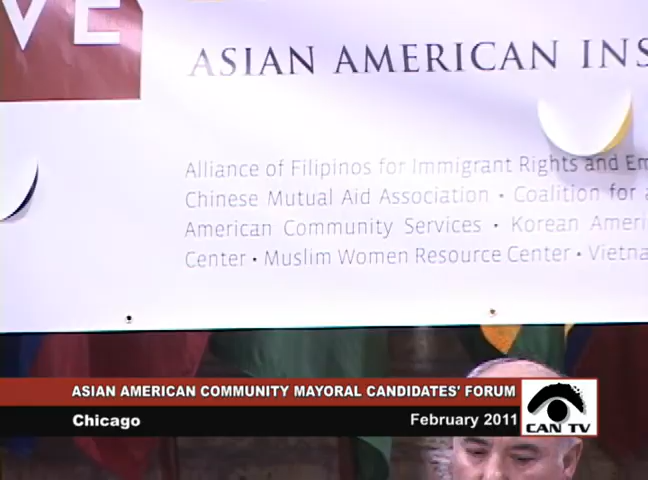 VE
ASIAN AMERICAN INS
Alliance of Filipinos for Immigrant Rights and Em
Chinese Mutual Aid Association • Coalition for a
American Community Services • Korean Ameri
Center • Muslim Women Resource Center • Vietna
ASIAN AMERICAN COMMUNITY MAYORAL CANDIDATES' FORUM
Chicago
February 2011
CAN TV